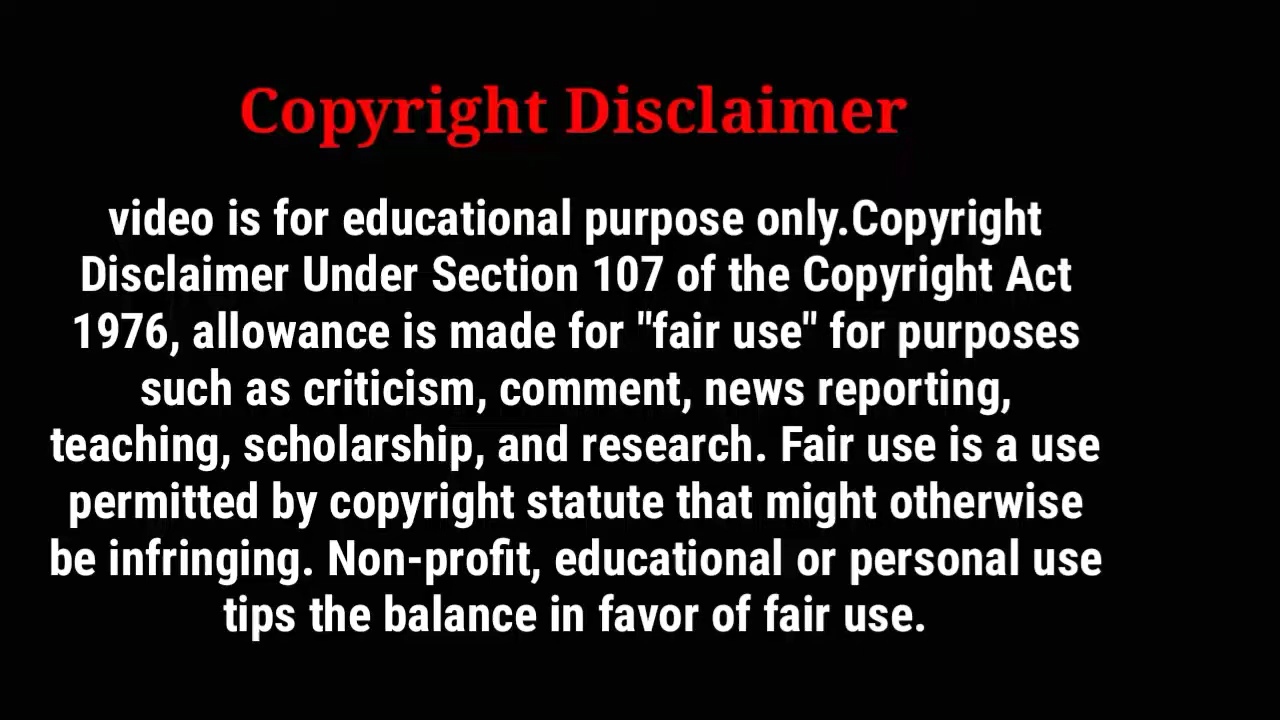 Copyright Disclaimer
video is for educational purpose only.Copyright
Disclaimer Under Section 107 of the Copyright Act
1976, allowance is made for "fair use" for purposes
such as criticism, comment, news reporting,
teaching, scholarship, and research. Fair use is a use
permitted by copyright statute that might otherwise
be infringing. Non-profit, educational or personal use
tips the balance in favor of fair use.